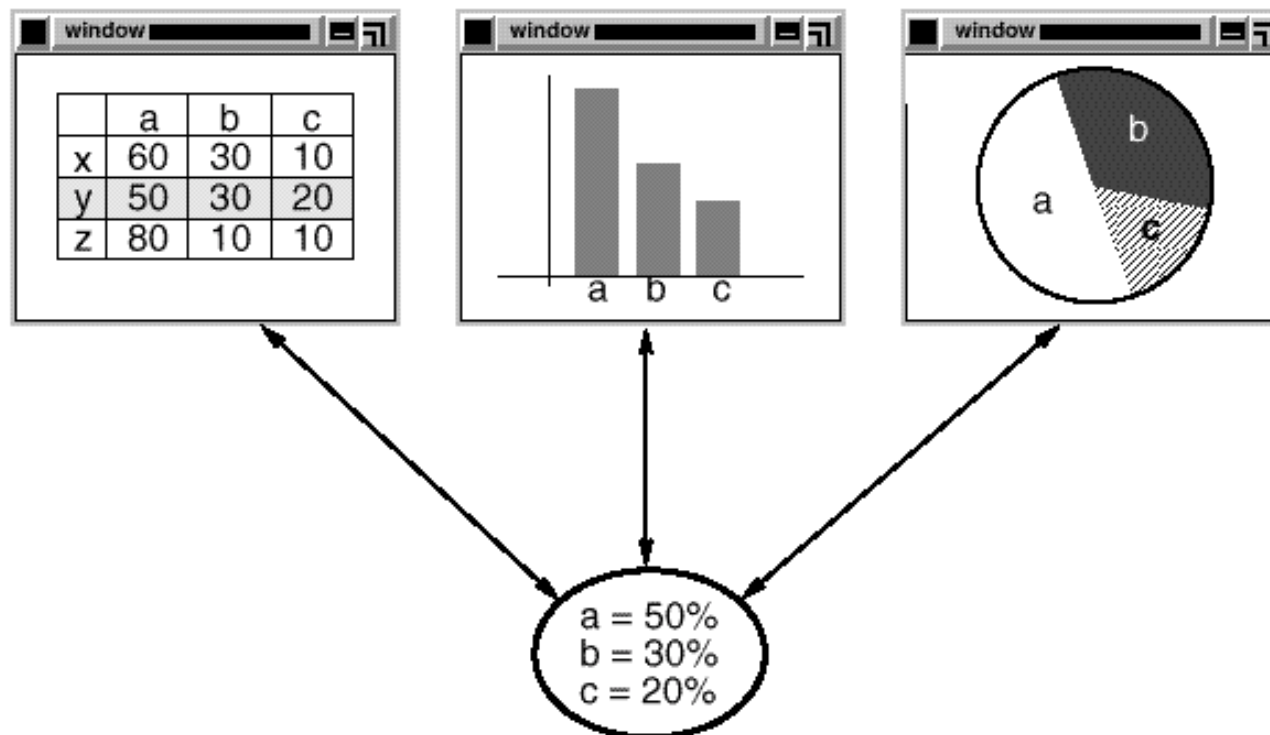 window
a b c
x 60 30 10
y 50 30 20
z 80 10 10
window
a b c
window
a
b
c
a = 50%
b = 30%
c = 20%